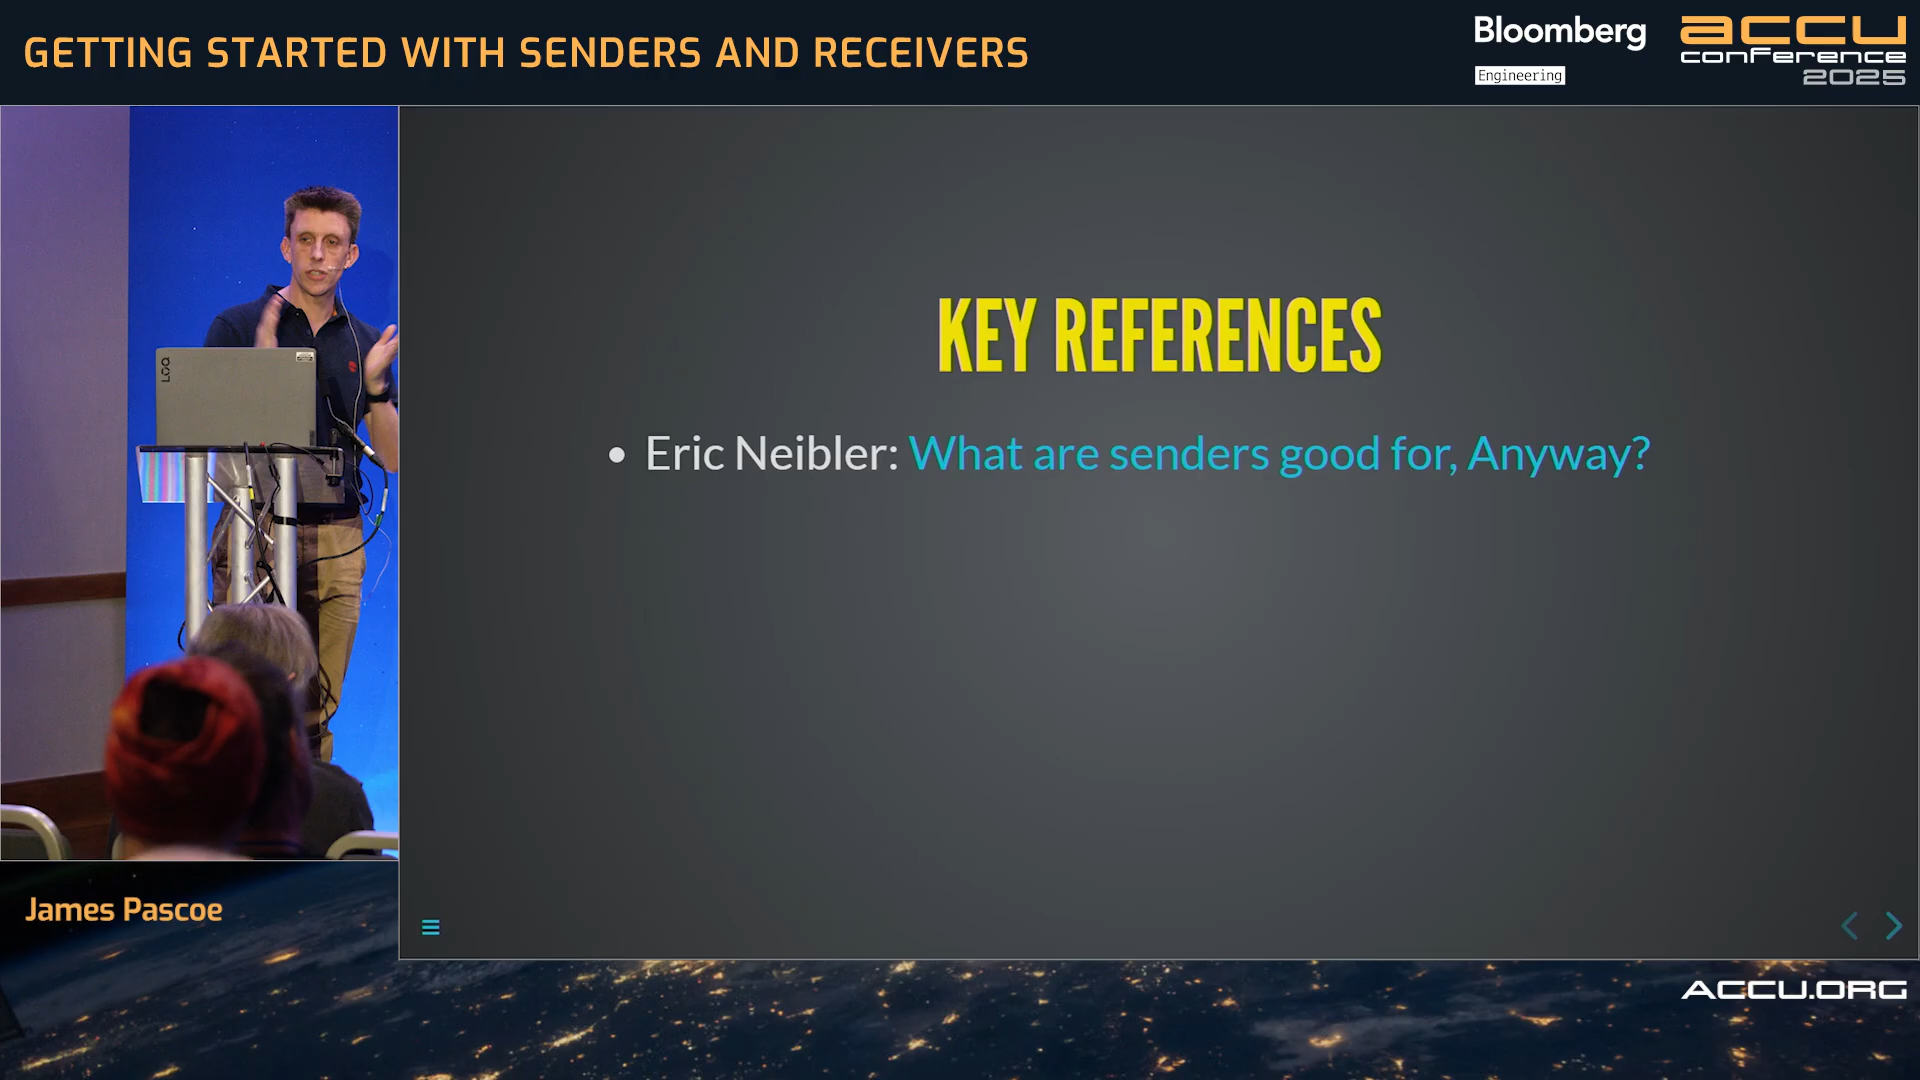 GETTING STARTED WITH SENDERS AND RECEIVERS
Bloomberg
Engineering
accu
conference
2025
LOQ
KEY REFERENCES
• Eric Neibler: What are senders good for, Anyway?
James Pascoe
ACCU.ORG